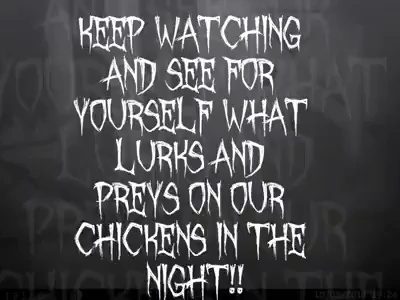 KEEP WATCHING
AND SEE FOR
YOURSELF WHAT
LURKS AND
PREYS ON OUR
CHICKENS IN THE
NIGHT!!